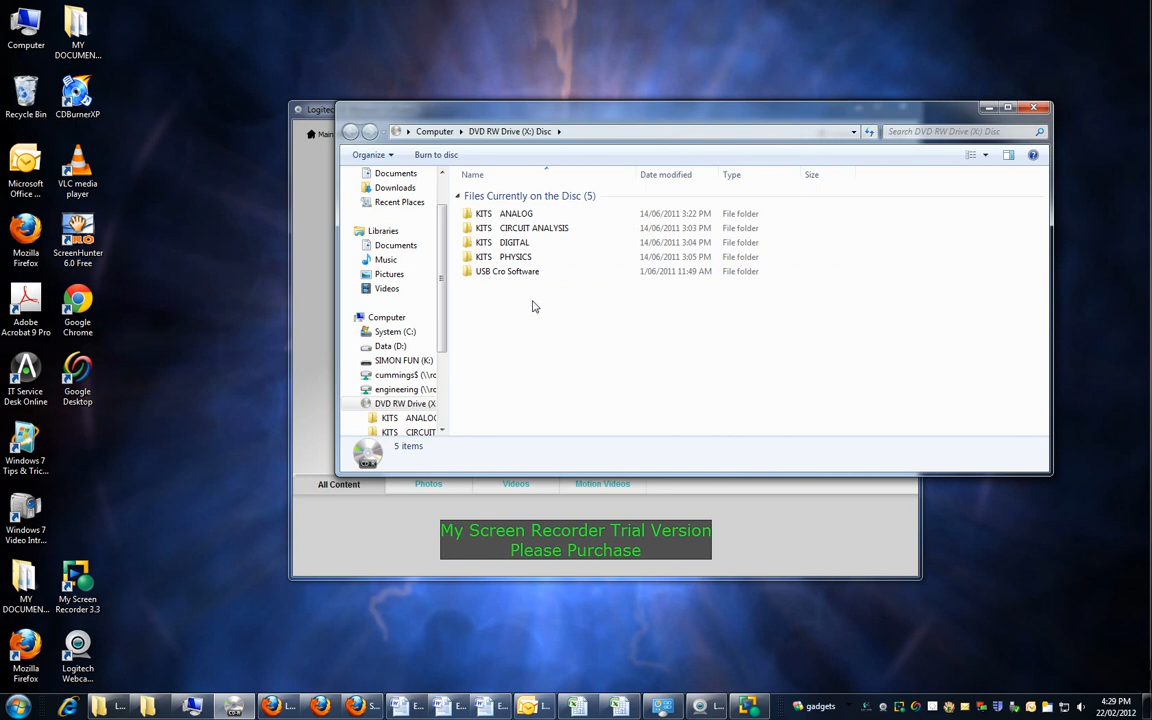 Computer
MY
DOCUMEN...
Recycle Bin
CDBurnerXP
Microsoft
Office ...
VLC media
player
Mozilla
Firefox
ScreenHunter
6.0 Free
Adobe
Acrobat 9 Pro
Google
Chrome
IT Service
Desk Online
Google
Desktop
Windows 7
Tips & Tric...
Windows 7
Video Intr...
MY
DOCUMEN...
My Screen
Recorder 3.3
Mozilla
Firefox
Logitech
Webca...
Logitec
Main
Computer
DVD RW Drive (X:) Disc
Search DVD RW Drive (X:) Disc
Organize
Burn to disc
Documents
Downloads
Recent Places
Libraries
Documents
Music
Pictures
Videos
Computer
System (C:)
Data (D:)
SIMON FUN (K:)
cummings$ (\\rc
engineering (\\rc
DVD RW Drive (X
KITS ANALO
KITS CIRCUIT
Name Date modified Type Size
Files Currently on the Disc (5)
KITS ANALOG 14/06/2011 3:22 PM File folder
KITS CIRCUIT ANALYSIS 14/06/2011 3:03 PM File folder
KITS DIGITAL 14/06/2011 3:04 PM File folder
KITS PHYSICS 14/06/2011 3:05 PM File folder
USB Cro Software 1/06/2011 11:49 AM File folder
5 items
All Content Photos Videos Motion Videos
My Screen Recorder Trial Version
Please Purchase
L... L... S... E... E... E... I... L...
gadgets
4:29 PM
22/02/2012